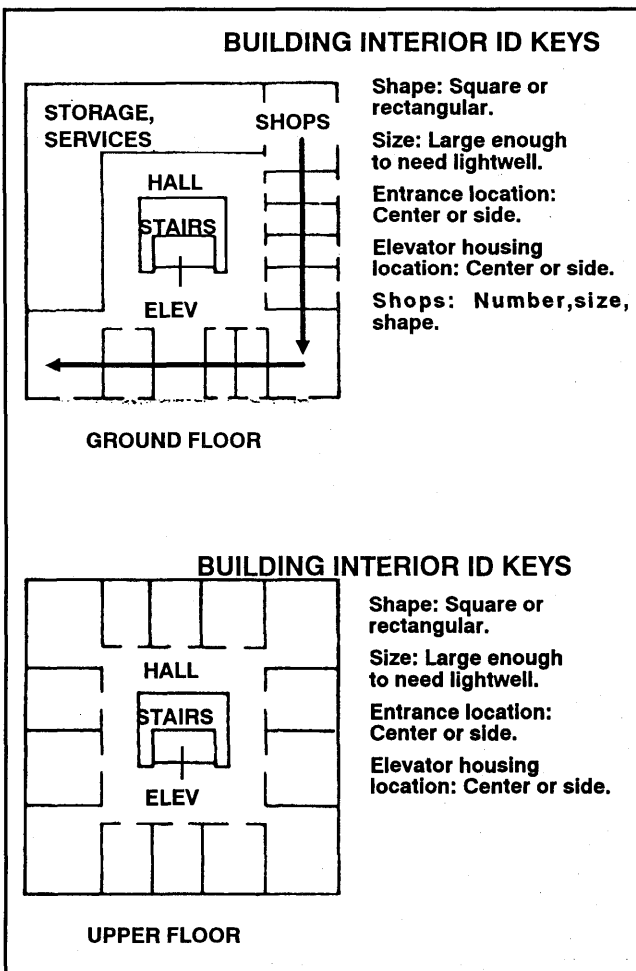 BUILDING INTERIOR ID KEYS
STORAGE,
SERVICES
SHOPS
HALL
STAIRS
ELEV
GROUND FLOOR
Shape: Square or
rectangular.
Size: Large enough
to need lightwell.
Entrance location:
Center or side.
Elevator housing
location: Center or side.
Shops: Number,size,
shape.
BUILDING INTERIOR ID KEYS
HALL
STAIRS
ELEV
UPPER FLOOR
Shape: Square or
rectangular.
Size: Large enough
to need lightwell.
Entrance location:
Center or side.
Elevator housing
location: Center or side.